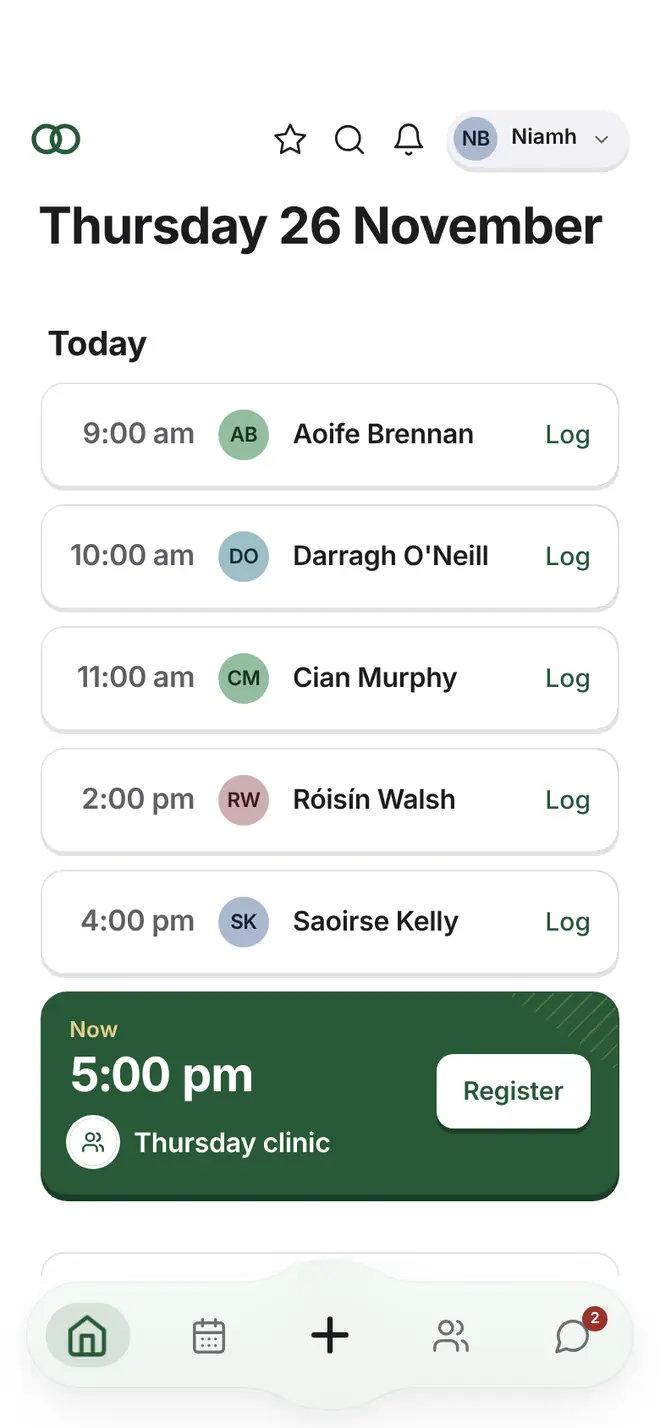 NB Niamh
Thursday 26 November
Today
9:00 am AB Aoife Brennan Log
10:00 am DO Darragh O'Neill Log
11:00 am CM Cian Murphy Log
2:00 pm RW Róisín Walsh Log
4:00 pm SK Saoirse Kelly Log
Now
5:00 pm
Register
Thursday clinic
2